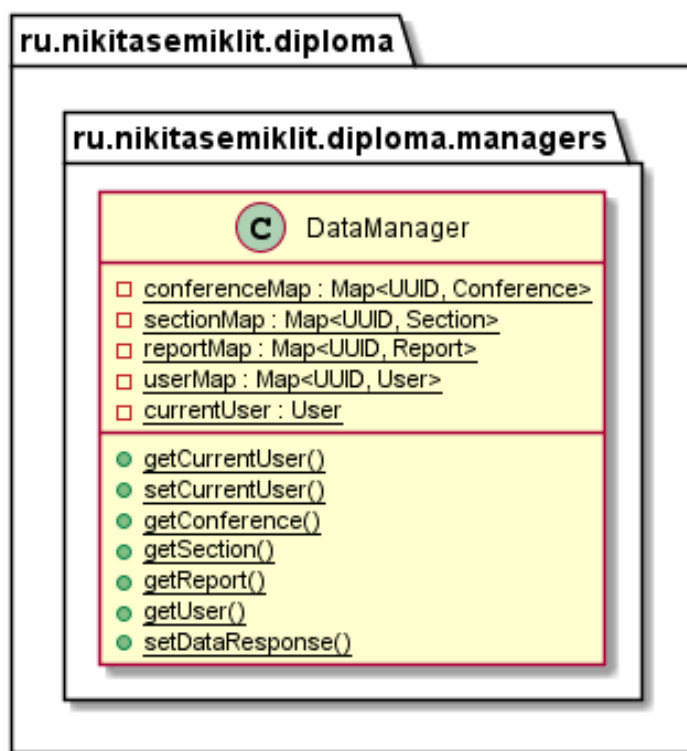 ru.nikitasemiklit.diploma
ru.nikitasemiklit.diploma.managers
C DataManager
conferenceMap : Map<UUID, Conference>
sectionMap : Map<UUID, Section>
reportMap : Map<UUID, Report>
userMap : Map<UUID, User>
currentUser : User
getCurrentUser()
setCurrentUser()
getConference()
getSection()
getReport()
getUser()
setDataResponse()